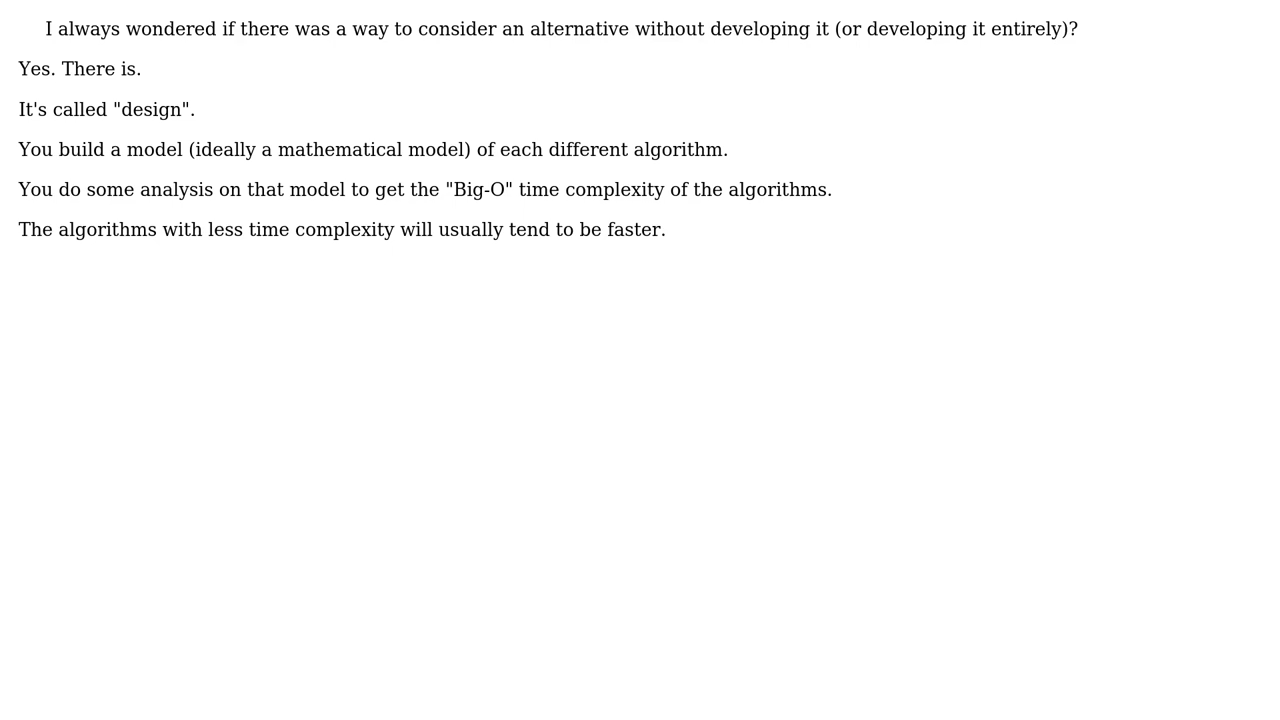 I always wondered if there was a way to consider an alternative without developing it (or developing it entirely)?
Yes. There is.
It's called "design".
You build a model (ideally a mathematical model) of each different algorithm.
You do some analysis on that model to get the "Big-O" time complexity of the algorithms.
The algorithms with less time complexity will usually tend to be faster.